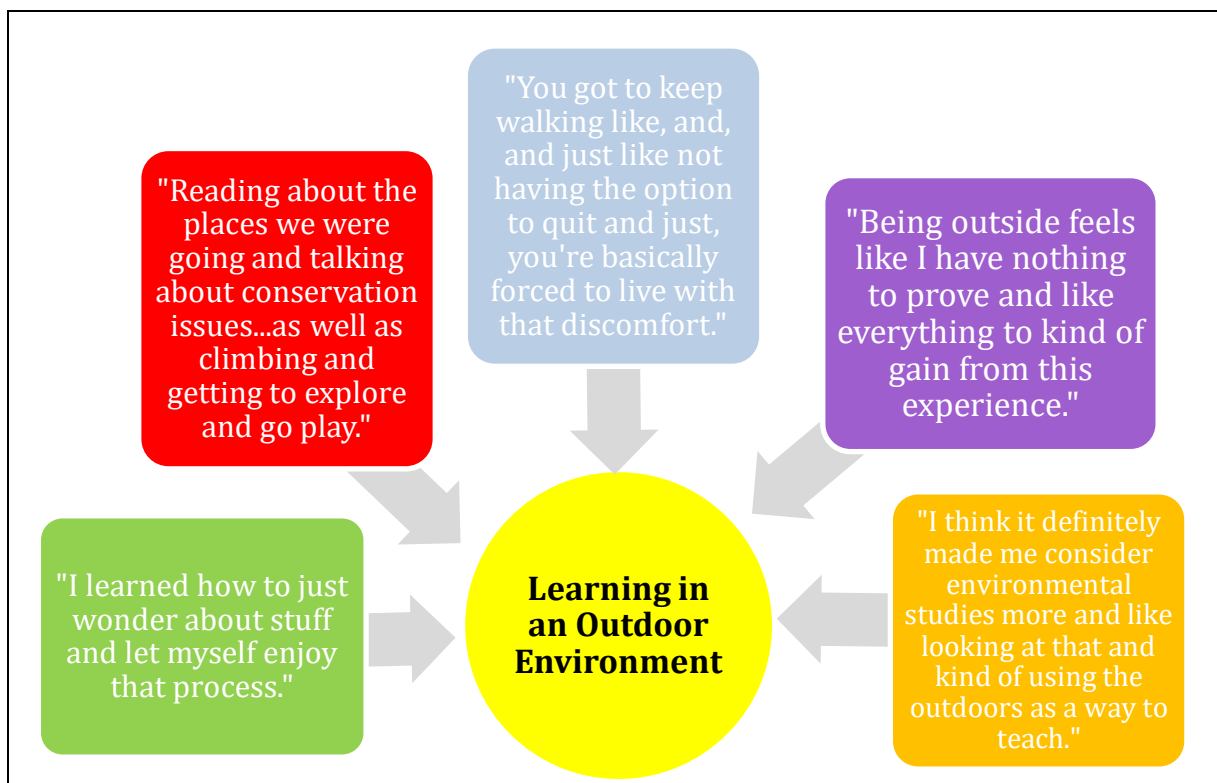 "You got to keep
walking like, and,
and just like not
having the option
to quit and just,
you're basically
forced to live with
that discomfort."
"Reading about the
places we were
going and talking
about conservation
issues...as well as
climbing and
getting to explore
and go play."
"Being outside feels
like I have nothing
to prove and like
everything to kind of
gain from this
experience."
"I learned how to just
wonder about stuff
and let myself enjoy
that process."
Learning in
an Outdoor
Environment
"I think it definitely
made me consider
environmental
studies more and like
looking at that and
kind of using the
outdoors as a way to
teach."